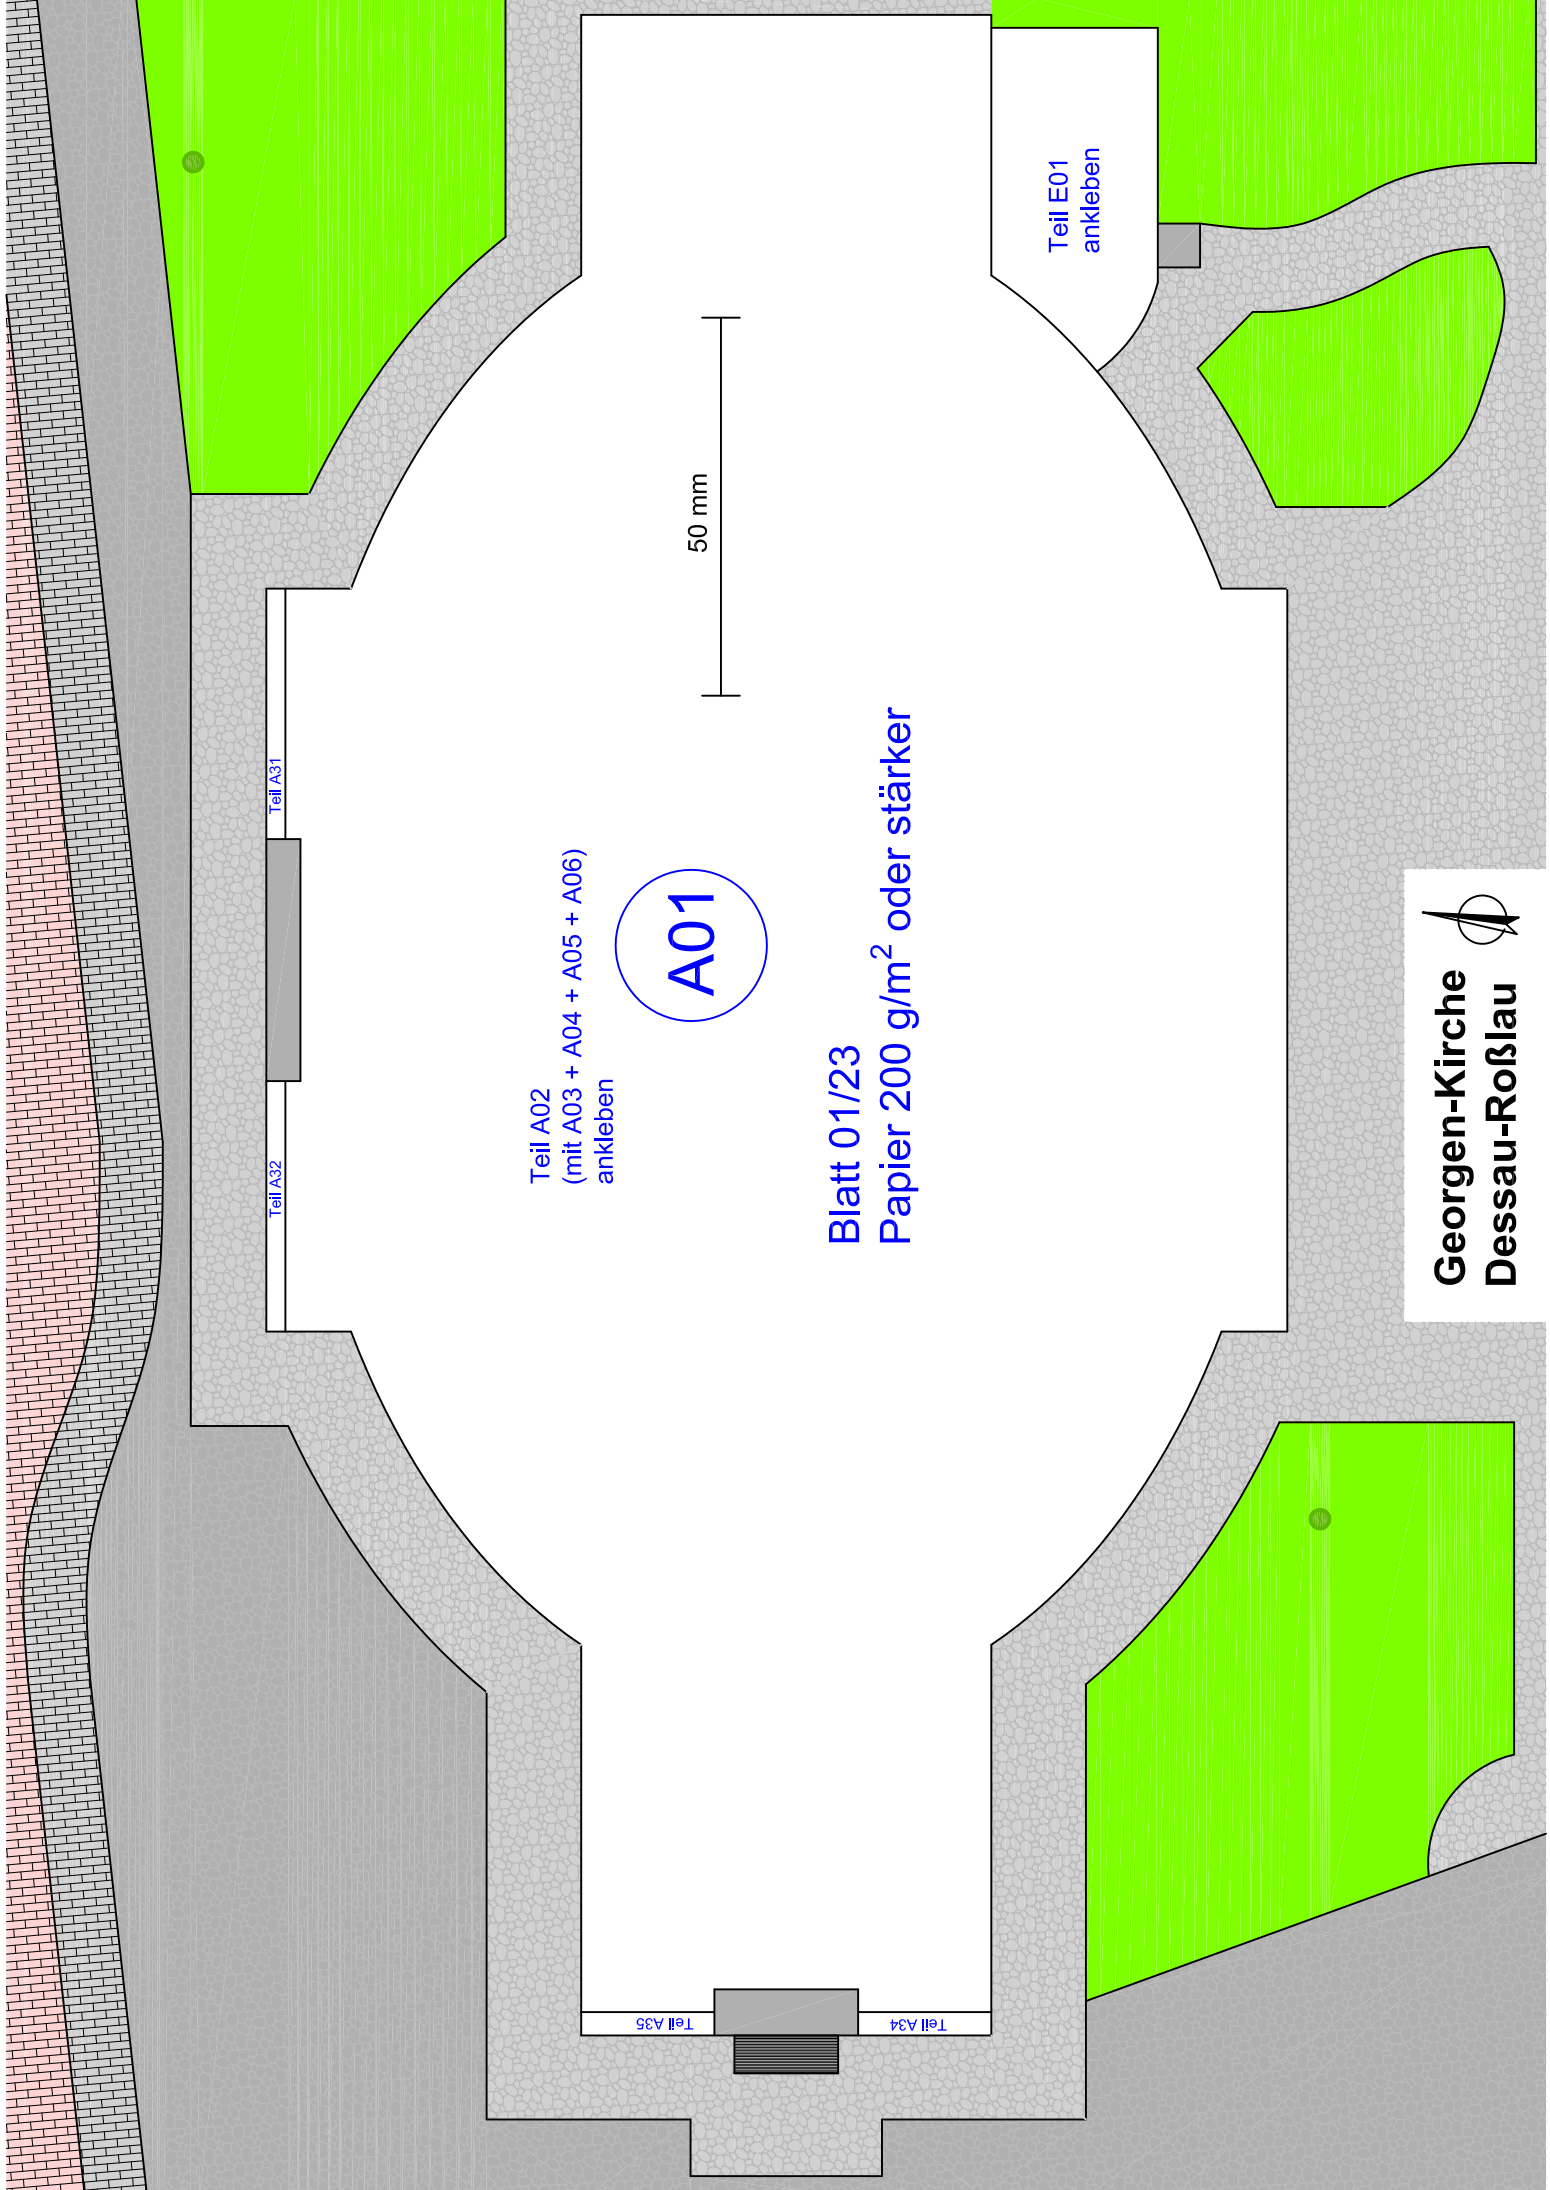 Teil A31
Teil A32
Teil A02
(mit A03 + A04 + A05 + A06)
ankleben
A01
50 mm
Blatt 01/23
Papier 200 g/m² oder stärker
Teil E01
ankleben
Teil A35
Teil A34
Georgen-Kirche
Dessau-Roßlau